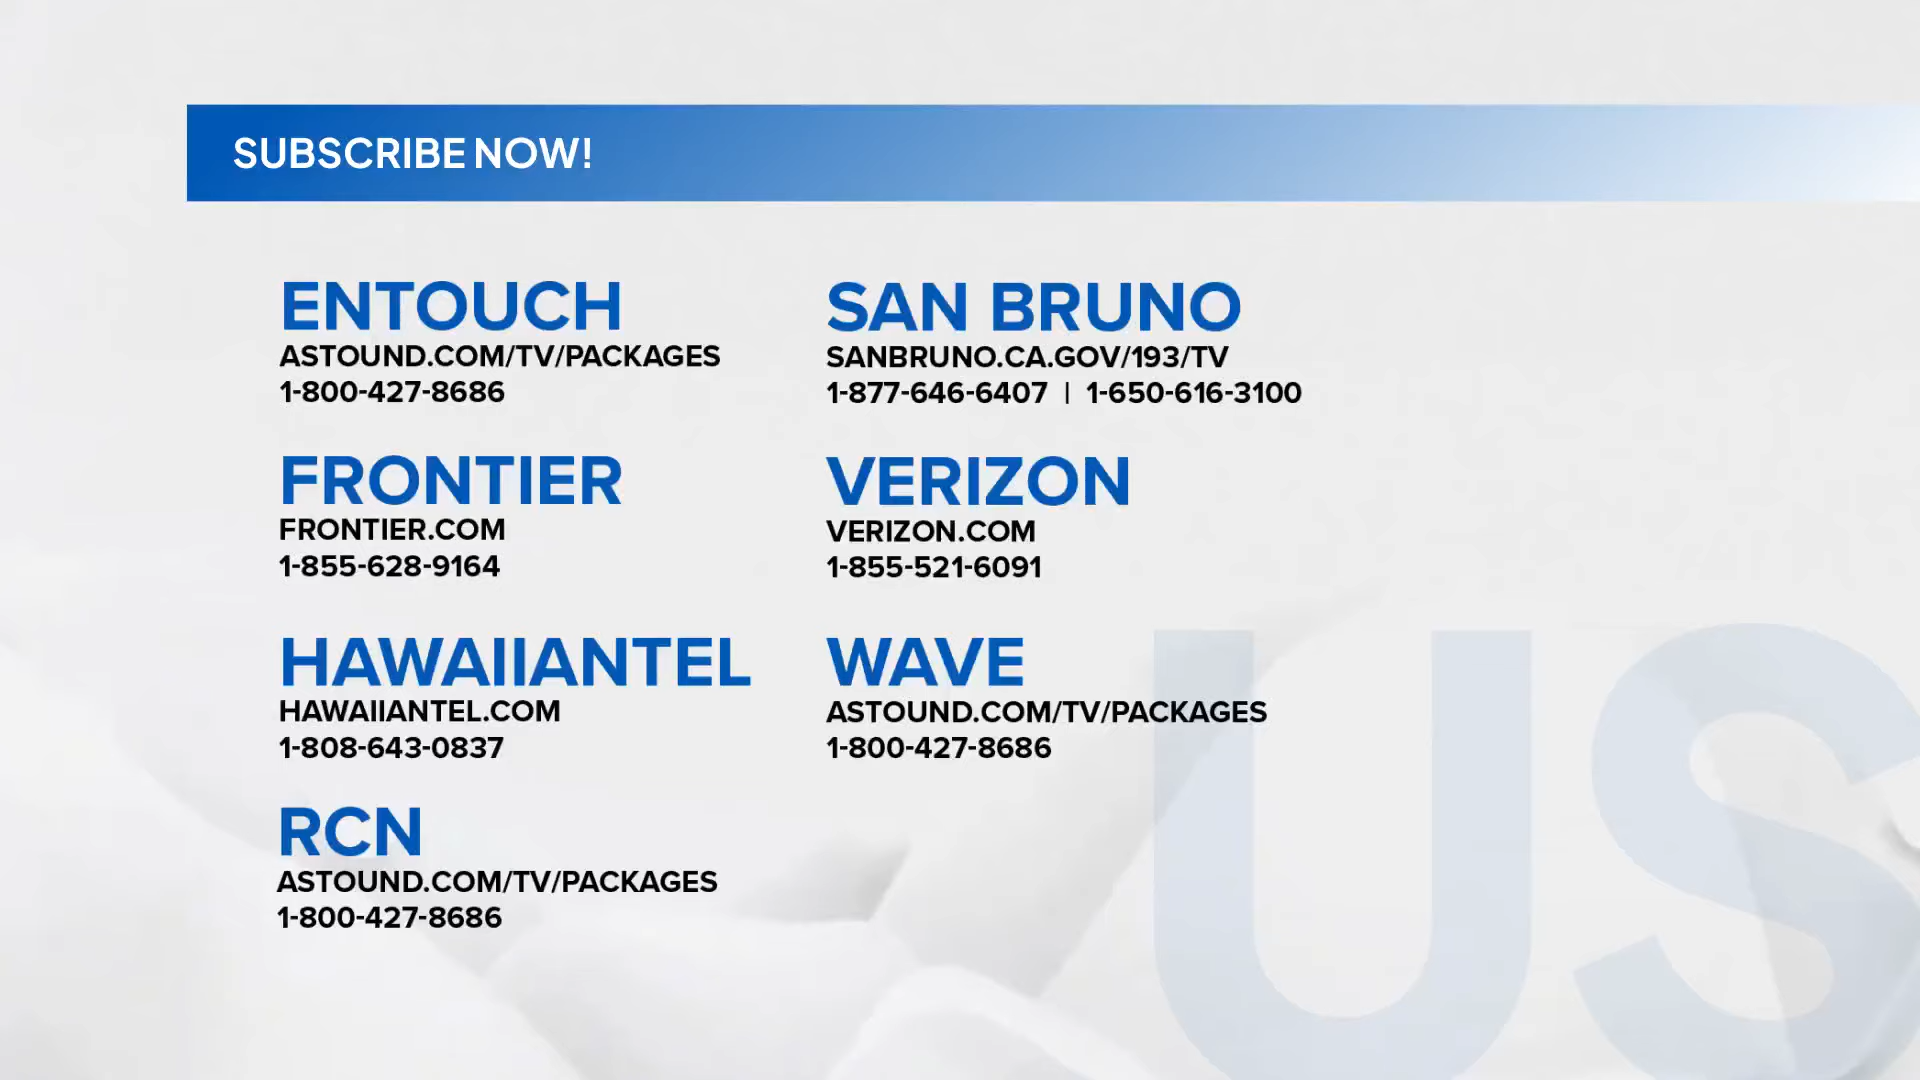 SUBSCRIBE NOW!
ENTOUCH
ASTOUND.COM/TV/PACKAGES
1-800-427-8686
FRONTIER
FRONTIER.COM
1-855-628-9164
HAWAIIANTEL
HAWAIIANTEL.COM
1-808-643-0837
RCN
ASTOUND.COM/TV/PACKAGES
1-800-427-8686
SAN BRUNO
SANBRUNO.CA.GOV/193/TV
1-877-646-6407 | 1-650-616-3100
VERIZON
VERIZON.COM
1-855-521-6091
WAVE
ASTOUND.COM/TV/PACKAGES
1-800-427-8686
US